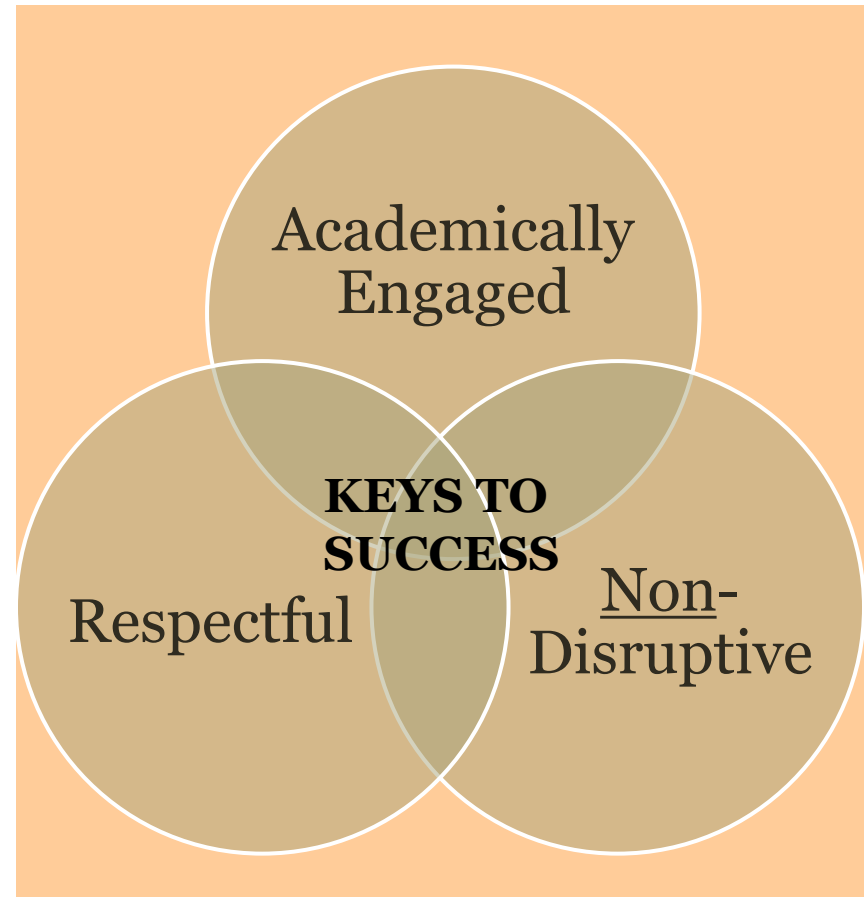 Academically
Engaged
KEYS TO
SUCCESS
Respectful
Non-
Disruptive